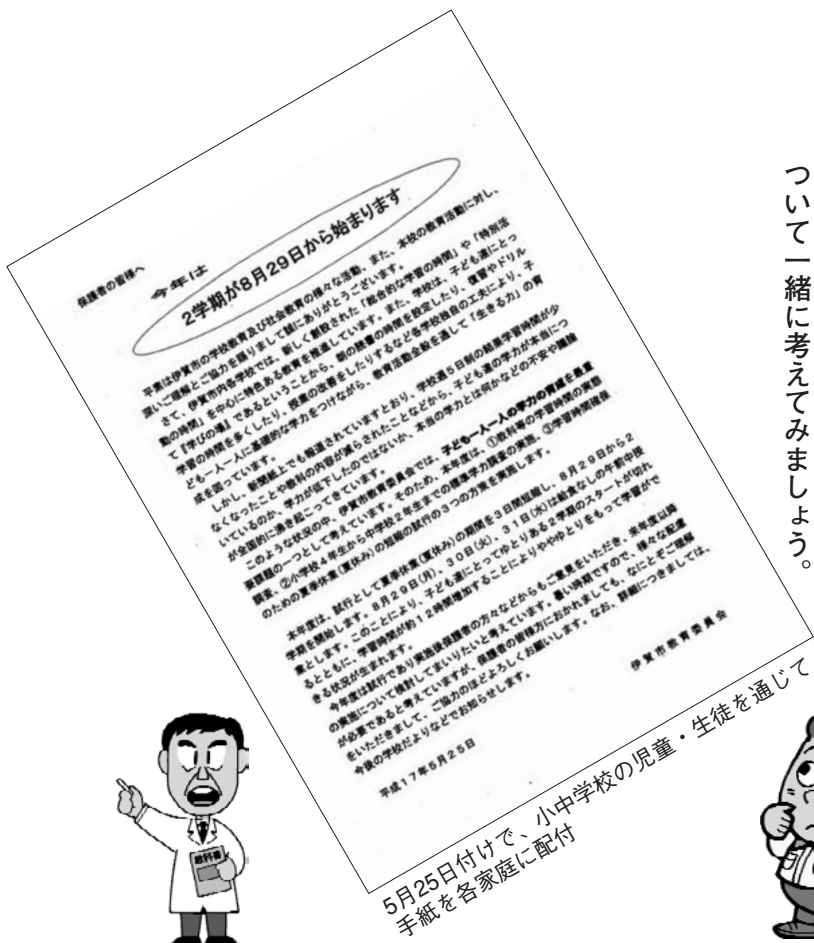 ついて一緒に考えてみましょう。
保護者の皆様へ
今年は
2学期が8月29日から始まります
平素は伊賀市の学校教育及び社会教育の様々な活動、また、本校の教育活動に対し、
深いご理解とご協力を賜りまして誠にありがとうございます。
さて、伊賀市内各学校では、新しく創設された「総合的な学習の時間」や「特別活
動の時間」を中心に特色ある教育を推進しています。また、学校は、子ども達にとっ
て『学びの場』であるということから、朝の読書の時間を設定したり、復習やドリル
学習の時間を多くしたり、授業の改善をしたりするなど各学校独自の工夫により、子
ども一人一人に基礎的な学力をつけながら、教育活動全般を通して「生きる力」の育
成を図っています。
しかし、新聞紙上でも報道されていますとおり、学校週5日制の結果学習時間が少
なくなったことや教科の内容が減らされたことなどから、子ども達の学力が本当につ
いているのか、学力が低下したのではないか、本当の学力とは何かなどの不安や議論
が全国的に沸き起こってきています。
このような状況の中、伊賀市教育委員会では、子ども一人一人の学力の育成を最重
要課題の一つとして考えています。そのため、本年度は、①教科等の学習時間の実態
調査、②小学校4年生から中学校2年生までの標準学力調査の実施、③学習時間確保
のための夏季休業(夏休み)の短縮の試行の3つの方策を実施します。
本年度は、試行として夏季休業(夏休み)の期間を3日間短縮し、8月29日から2
学期を開始します。8月29日(月)、30日(火)、31日(水)は給食なしの午前中授
業とします。このことにより、子ども達にとってゆとりある2学期のスタートが切れ
るとともに、学習時間が約12時間増加することによりややゆとりをもって学習がで
きる状況が生まれます。
今年度は試行であり実施後保護者の方々などからもご意見をいただき、来年度以降
の実施について検討してまいりたいと考えています。暑い時期ですので、様々な配慮
が必要であると考えていますが、保護者の皆様方におかれましても、なにとぞご理解
をいただきまして、ご協力のほどよろしくお願いします。なお、詳細につきましては、
今後の学校だよりなどでお知らせします。
平成17年5月25日
伊賀市教育委員会
5月25日付けで、小中学校の児童・生徒を通じて
手紙を各家庭に配付
教科書